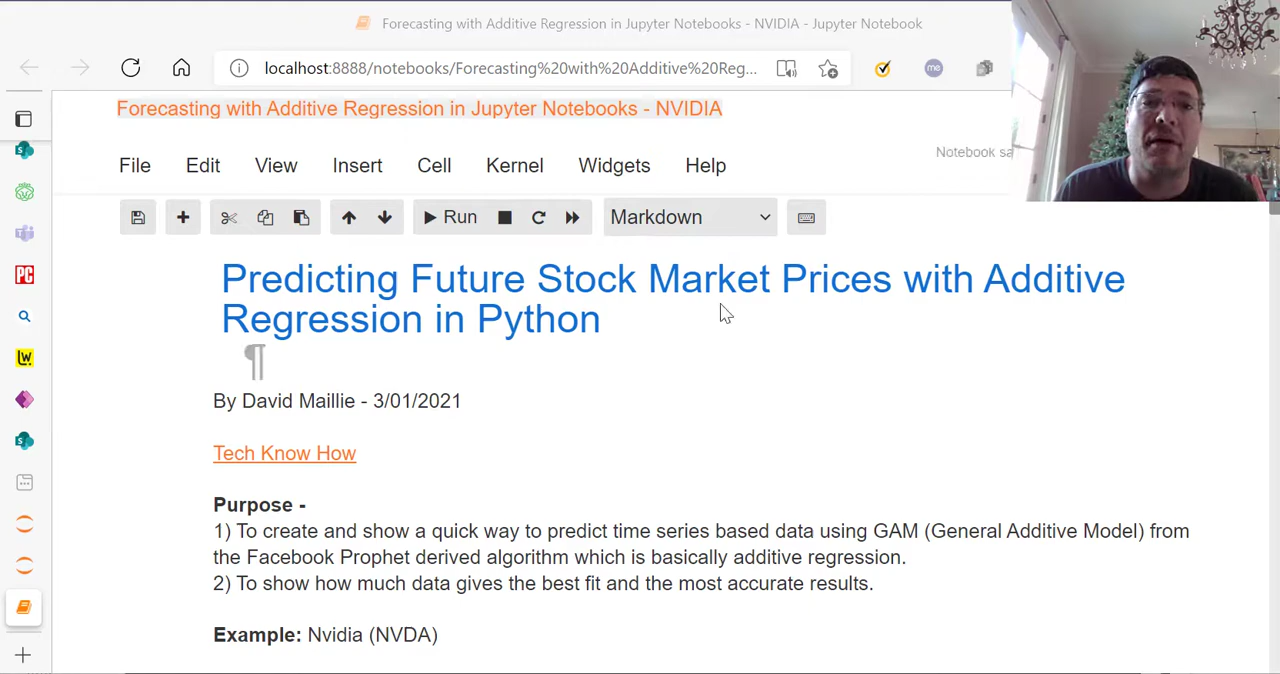 Forecasting with Additive Regression in Jupyter Notebooks - NVIDIA - Jupyter Notebook
localhost:8888/notebooks/Forecasting%20with%20Additive%20Reg...
me
Forecasting with Additive Regression in Jupyter Notebooks - NVIDIA
File Edit View Insert Cell Kernel Widgets Help
Notebook sa
Run
Markdown
Predicting Future Stock Market Prices with Additive
Regression in Python
¶
By David Maillie - 3/01/2021
Tech Know How
Purpose -
1) To create and show a quick way to predict time series based data using GAM (General Additive Model) from
the Facebook Prophet derived algorithm which is basically additive regression.
2) To show how much data gives the best fit and the most accurate results.
Example: Nvidia (NVDA)
PC
LW